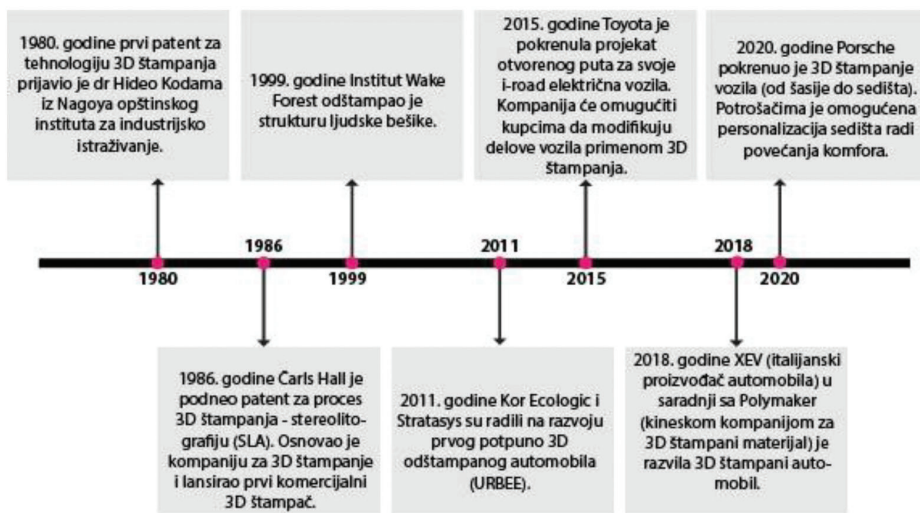 1980. godine prvi patent za
tehnologiju 3D štampanja
prijavio je dr Hideo Kodama
iz Nagoya opštinskog
instituta za industrijsko
istraživanje.
1999. godine Institut Wake
Forest odštampao je
strukturu ljudske bešike.
2015. godine Toyota je
pokrenula projekat
otvorenog puta za svoje
i-road električna vozila.
Kompanija će omugućiti
kupcima da modifikuju
delove vozila primenom 3D
štampanja.
2020. godine Porsche
pokrenuo je 3D štampanje
vozila (od šasije do sedišta).
Potrošačima je omogućena
personalizacija sedišta radi
povećanja komfora.
1986
2011
2018
1980
1999
2015
2020
1986. godine Čarls Hall je
podneo patent za proces
3D štampanja - stereolito-
grafiju (SLA). Osnovao je
kompaniju za 3D štampanje
i lansirao prvi komercijalni
3D štampač.
2011. godine Kor Ecologic i
Stratasys su radili na razvoju
prvog potpuno 3D
odštampanog automobila
(URBEE).
2018. godine XEV (italijanski
proizvođač automobila) u
saradnji sa Polymaker
(kineskom kompanijom za
3D štampani materijal) je
razvila 3D štampani auto-
mobil.